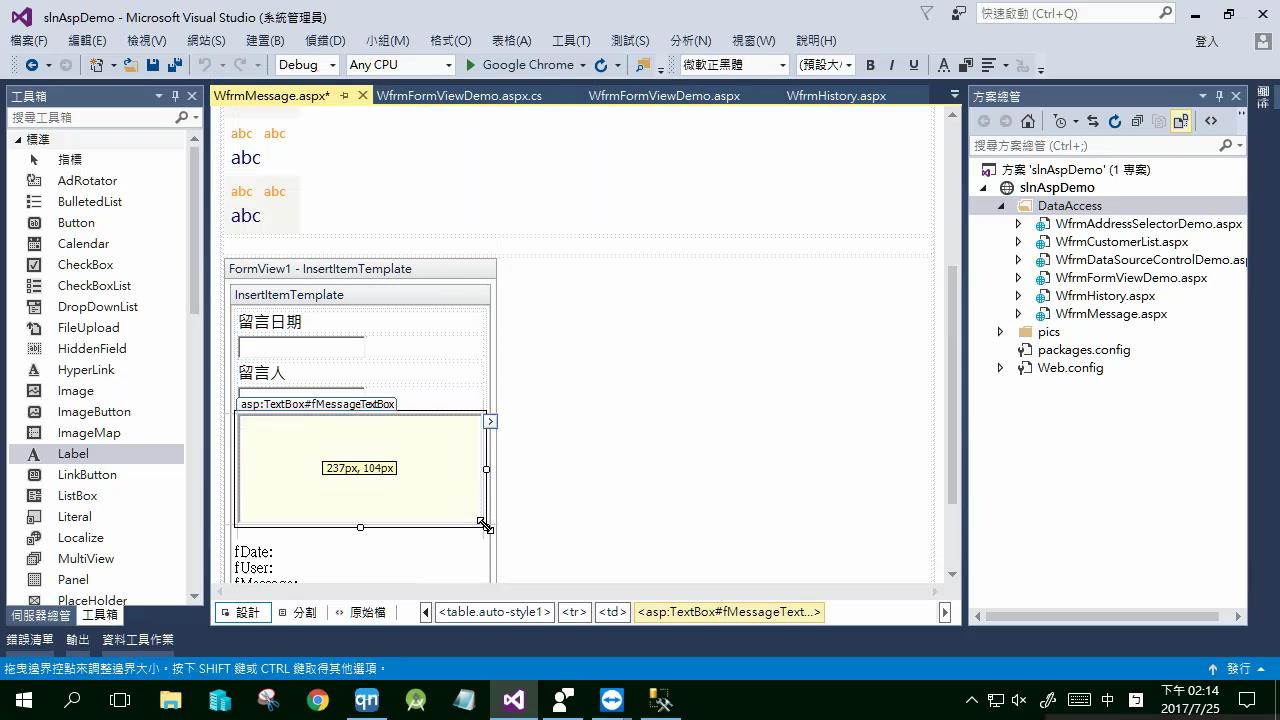 slnAspDemo - Microsoft Visual Studio (系統管理員)
快速啟動 (Ctrl+Q)
檔案(F) 編輯(E) 檢視(V) 網站(S) 建置(B) 偵錯(D) 小組(M) 格式(O) 表格(A) 工具(T) 測試(S) 分析(N) 視窗(W) 說明(H)
登入
Debug Any CPU Google Chrome 微軟正黑體 (預設大 B I U A
工具箱
搜尋工具箱
標準
指標
AdRotator
BulletedList
Button
Calendar
CheckBox
CheckBoxList
DropDownList
FileUpload
HiddenField
HyperLink
Image
ImageButton
ImageMap
Label
LinkButton
ListBox
Literal
Localize
MultiView
Panel
PlaceHolder
伺服器總管 工具箱
WfrmMessage.aspx* WfrmFormViewDemo.aspx.cs WfrmFormViewDemo.aspx WfrmHistory.aspx
abc abc
abc
abc abc
abc
FormView1 - InsertItemTemplate
InsertItemTemplate
留言日期
留言人
asp:TextBox#fMessageTextBox
237px, 104px
fDate:
fUser:
fMessage:
設計 分割 原始檔 <table.auto-style1> <tr> <td> <asp:TextBox#fMessageText...>
方案總管
搜尋方案總管 (Ctrl+;)
方案 'slnAspDemo' (1 專案)
slnAspDemo
DataAccess
WfrmAddressSelectorDemo.aspx
WfrmCustomerList.aspx
WfrmDataSourceControlDemo.asp
WfrmFormViewDemo.aspx
WfrmHistory.aspx
WfrmMessage.aspx
pics
packages.config
Web.config
錯誤清單 輸出 資料工具作業
拖曳邊界控點來調整邊界大小。按下 SHIFT 鍵或 CTRL 鍵取得其他選項。
發行
qn
中
下午 02:14
2017/7/25